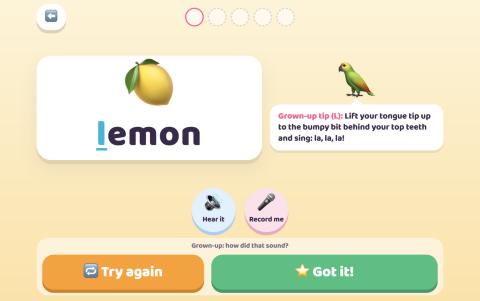 lemon
Grown-up tip (L): Lift your tongue tip up
to the bumpy bit behind your top teeth
and sing: la, la, la!
Hear it
Record me
Grown-up: how did that sound?
Try again
Got it!